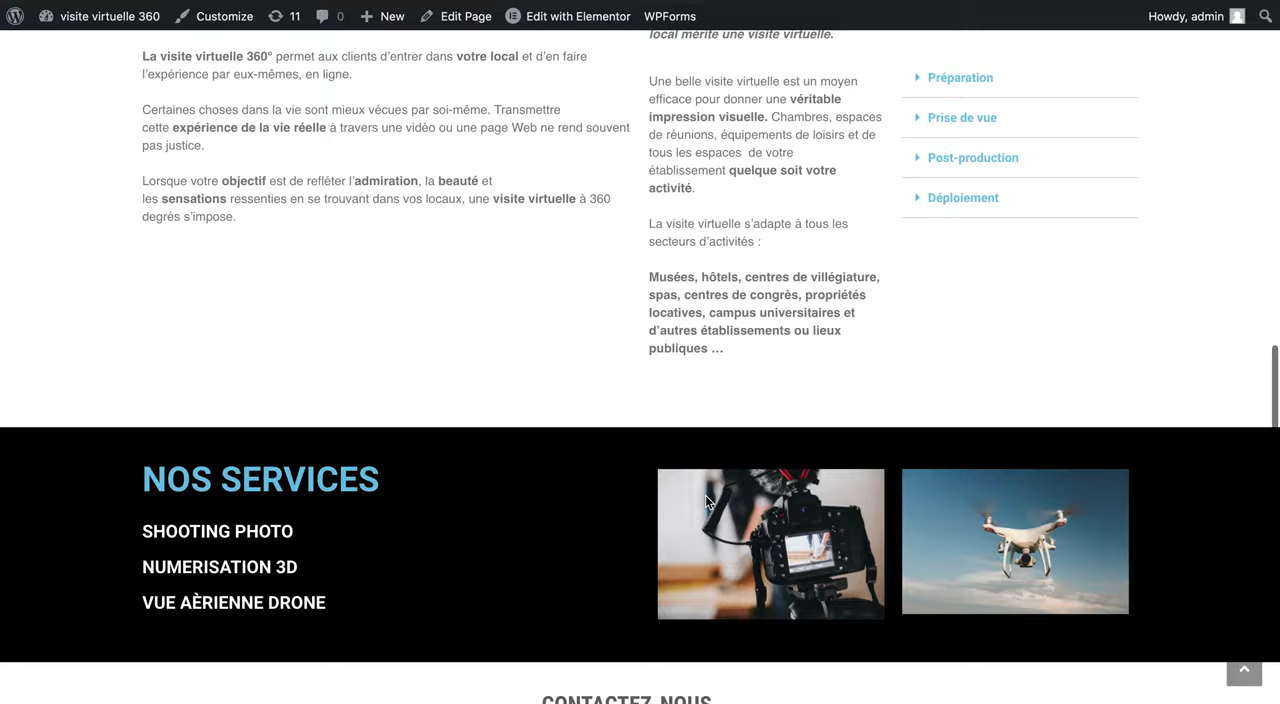 visite virtuelle 360 Customize 11 0 New Edit Page Edit with Elementor WPForms Howdy, admin
La visite virtuelle 360° permet aux clients d’entrer dans votre local et d’en faire
l’expérience par eux-mêmes, en ligne.
Certaines choses dans la vie sont mieux vécues par soi-même. Transmettre
cette expérience de la vie réelle à travers une vidéo ou une page Web ne rend souvent
pas justice.
Lorsque votre objectif est de refléter l’admiration, la beauté et
les sensations ressenties en se trouvant dans vos locaux, une visite virtuelle à 360
degrés s’impose.
local mérite une visite virtuelle.
Une belle visite virtuelle est un moyen
efficace pour donner une véritable
impression visuelle. Chambres, espaces
de réunions, équipements de loisirs et de
tous les espaces de votre
établissement quelque soit votre
activité.
La visite virtuelle s’adapte à tous les
secteurs d’activités :
Musées, hôtels, centres de villégiature,
spas, centres de congrès, propriétés
locatives, campus universitaires et
d’autres établissements ou lieux
publiques …
Préparation
Prise de vue
Post-production
Déploiement
NOS SERVICES
SHOOTING PHOTO
NUMERISATION 3D
VUE AÈRIENNE DRONE
CONTACTEZ-NOUS